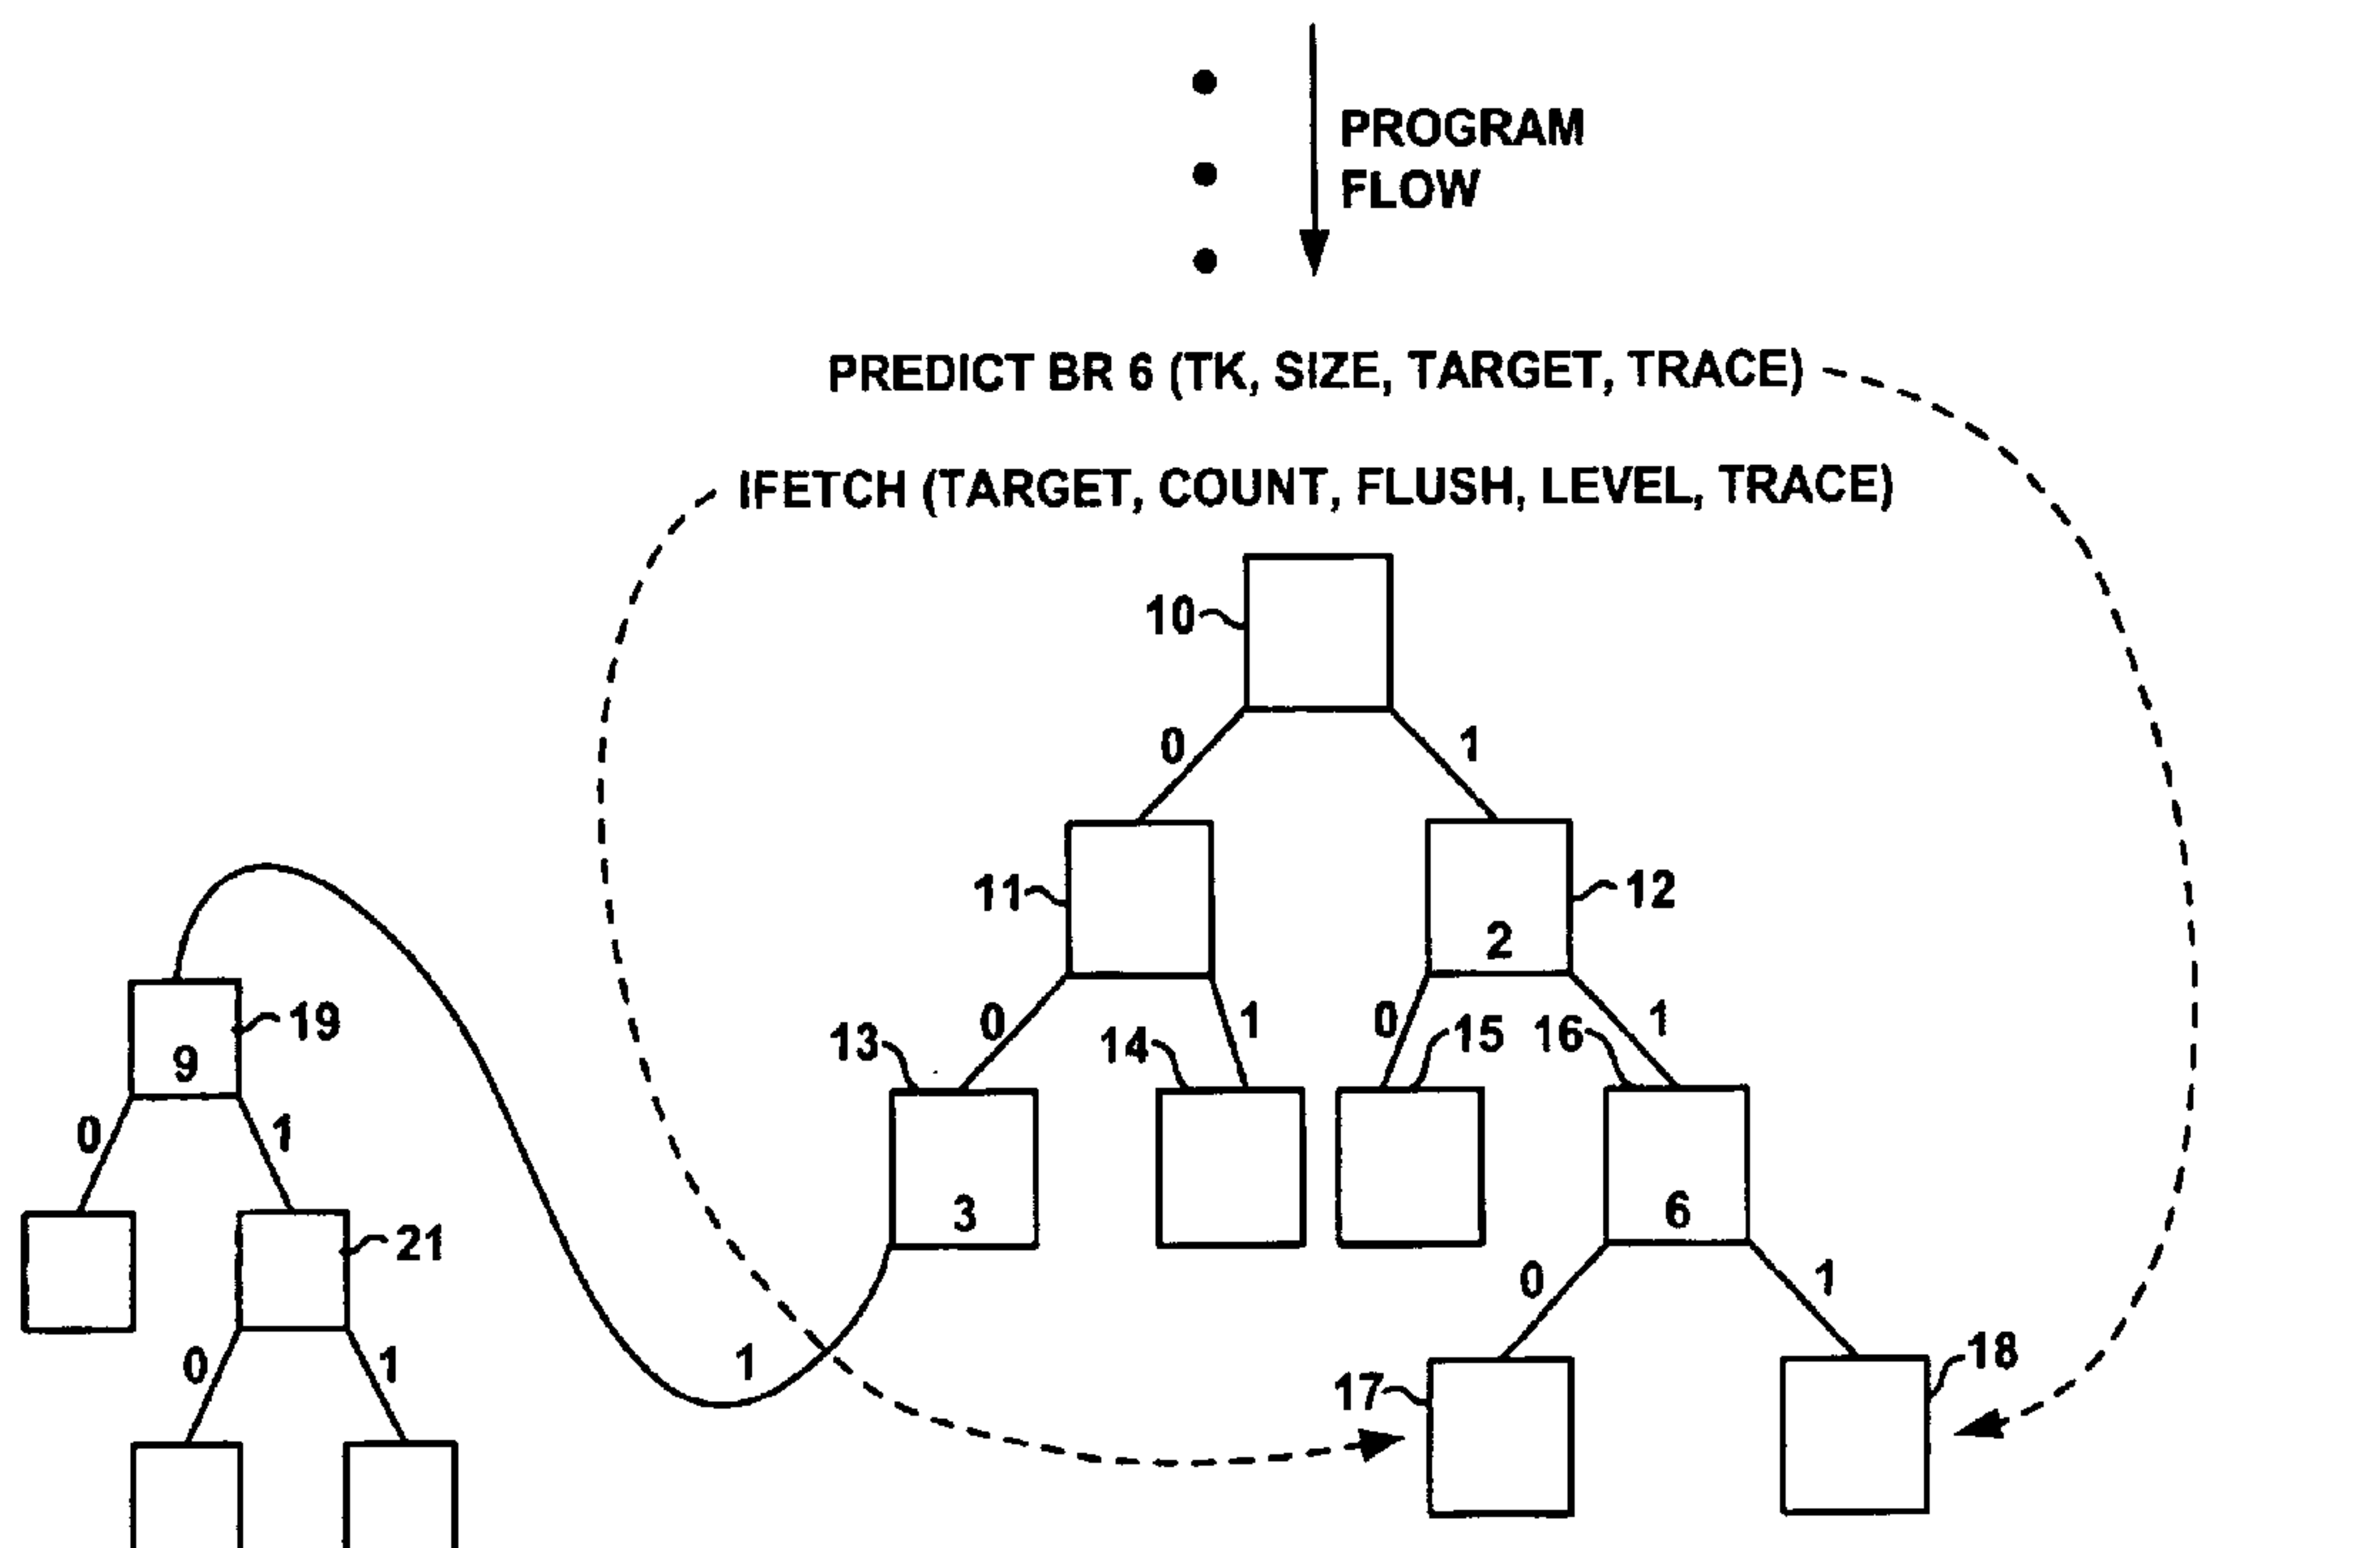 PROGRAM
FLOW
PREDICT BR 6 (TK, SIZE, TARGET, TRACE)
IFETCH (TARGET, COUNT, FLUSH, LEVEL, TRACE)
10
0 1
11 12
2
19
9
0 1 0 1
13 14 15 16
0 1
3 6
21
0 1
0 1
1
17 18